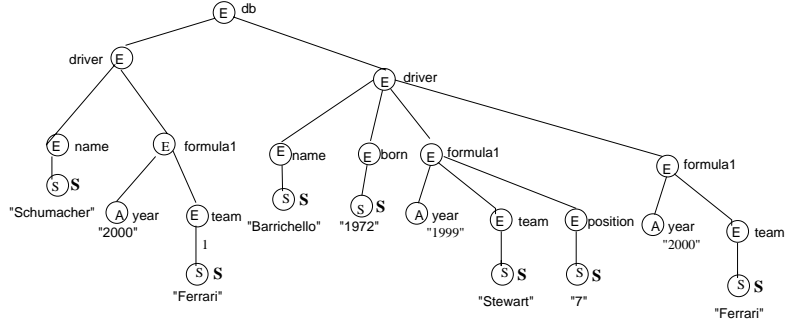 E db
driver E
E driver
E name
E formula1
E name
E born
E formula1
E formula1
S S
"Schumacher"
A year
"2000"
E team
1
S S
"Ferrari"
S S
"Barrichello"
S S
"1972"
A year
"1999"
E team
E position
S S
"Stewart"
S S
"7"
A year
"2000"
E team
S S
"Ferrari"